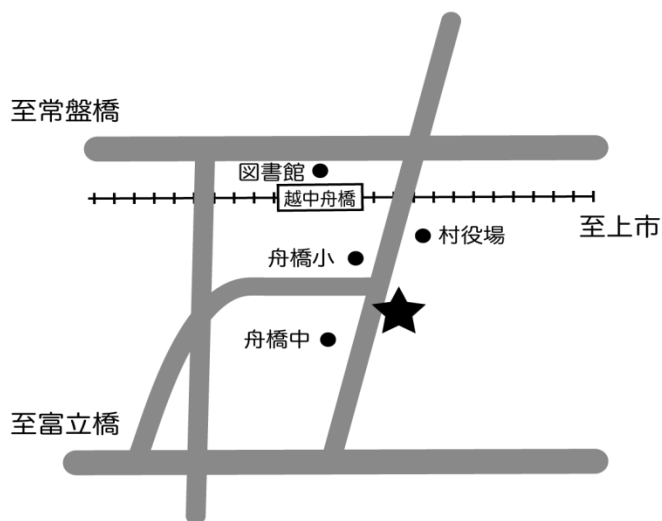 至常盤橋
図書館
越中舟橋
至上市
村役場
舟橋小
舟橋中
至富立橋